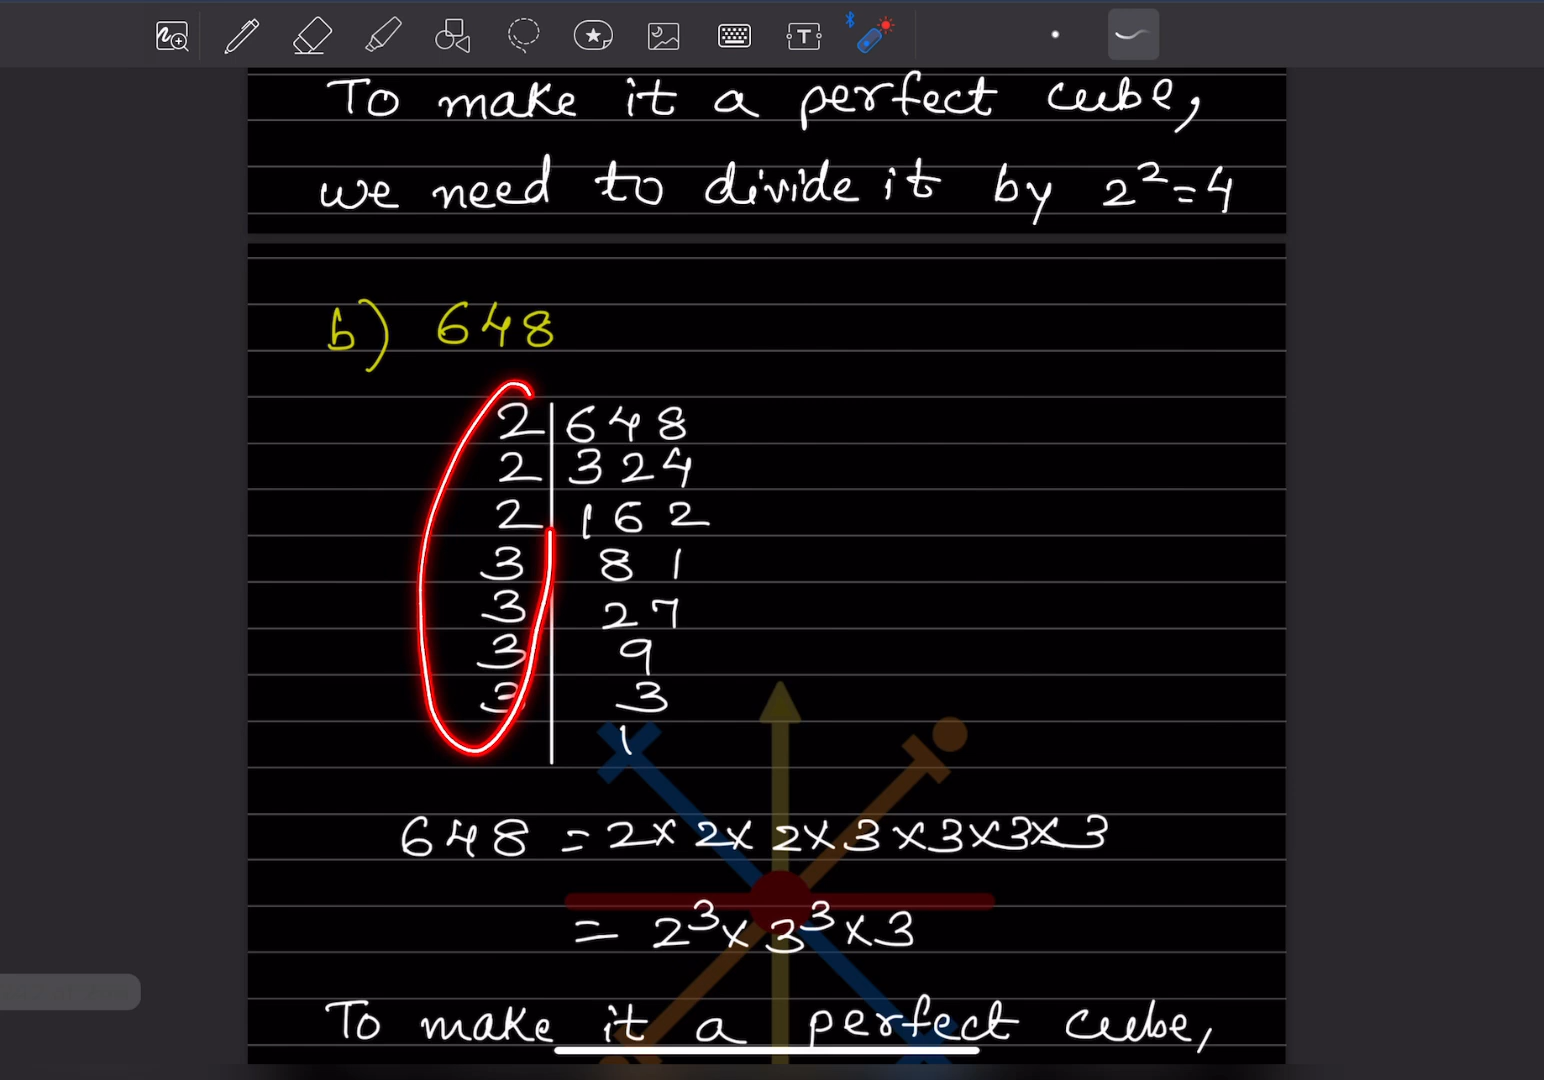 To make it a perfect cube,
we need to divide it by 2²=4
b) 648
2|648
2|324
2|162
3|81
3|27
3|9
3|3
|1
648 = 2×2×2×3×3×3×3
= 2³×3³×3
To make it a perfect cube,